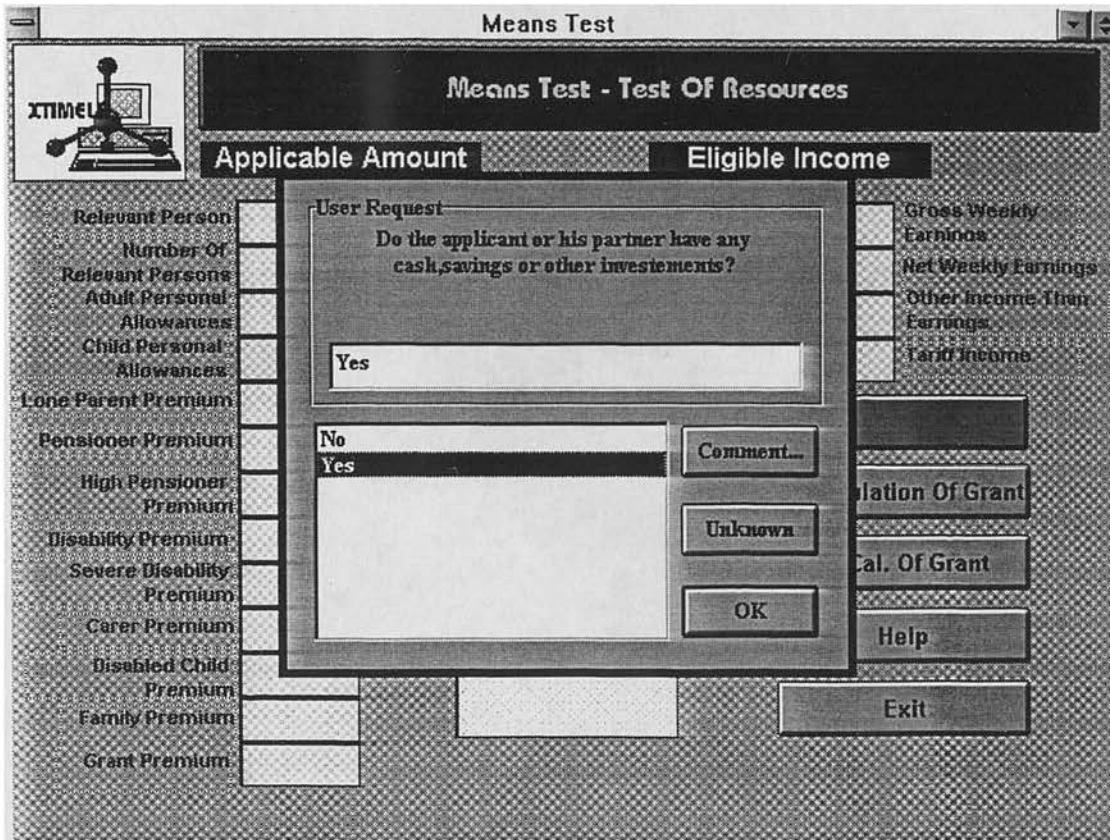 Means Test
XTIMELE
Means Test - Test Of Resources
Applicable Amount
Eligible Income
Relevant Person
Number Of
Relevant Persons
Adult Personal
Allowances
Child Personal
Allowances
Lone Parent Premium
Pensioner Premium
High Pensioner
Premium
Disability Premium
Severe Disability
Premium
Carer Premium
Disabled Child
Premium
Family Premium
Grant Premium
User Request
Do the applicant or his partner have any
cash,savings or other investements?
Yes
No
Yes
Comment...
Unknown
OK
Gross Weekly
Earnings
Net Weekly Earnings
Other Income Than
Earnings
Tariff Income
lation Of Grant
Cal. Of Grant
Help
Exit